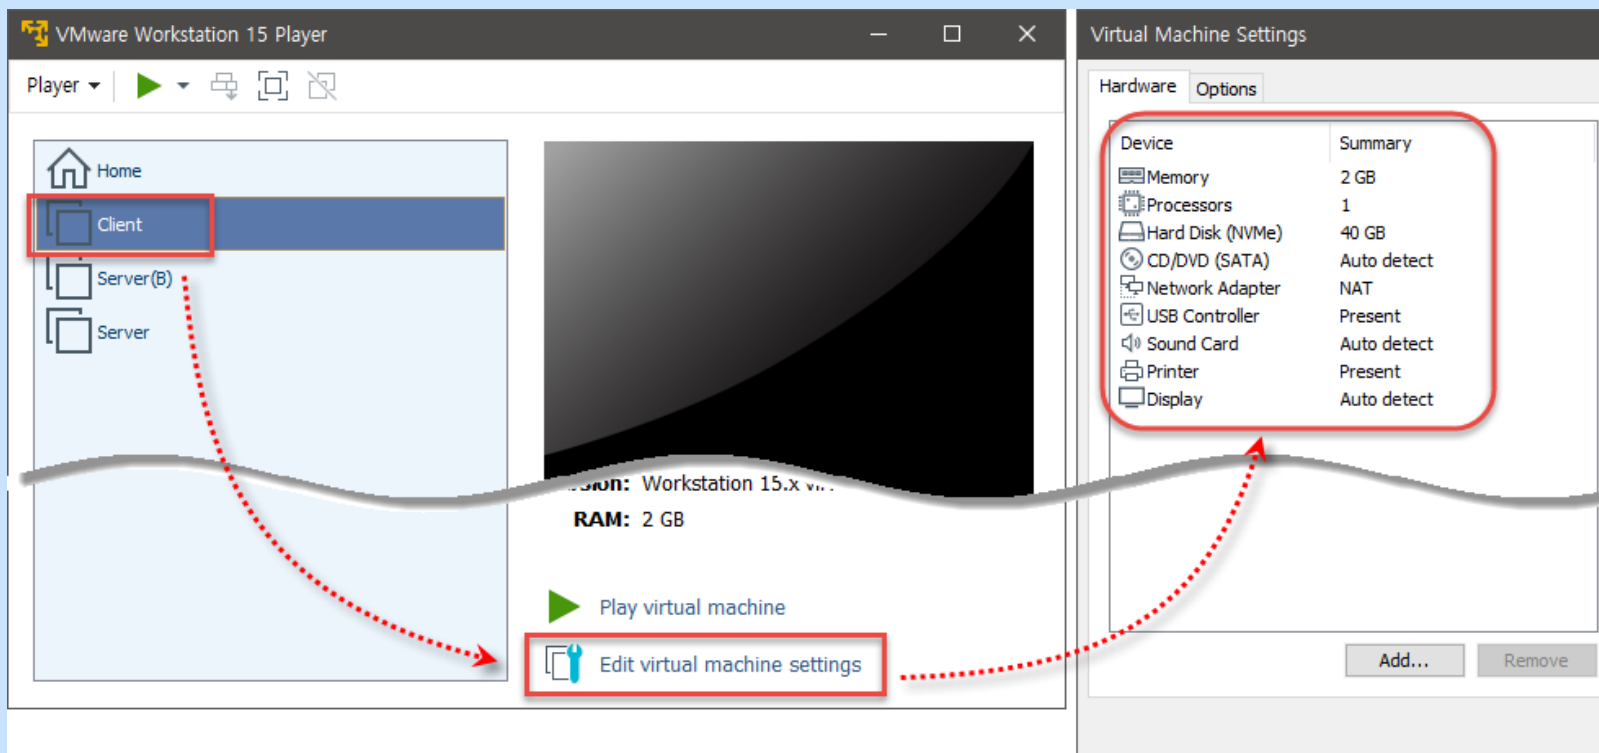 VMware Workstation 15 Player
Player
Home
Client
Server(B)
Server
Workstation 15.x
RAM: 2 GB
Play virtual machine
Edit virtual machine settings
Virtual Machine Settings
Hardware Options
Device Summary
Memory 2 GB
Processors 1
Hard Disk (NVMe) 40 GB
CD/DVD (SATA) Auto detect
Network Adapter NAT
USB Controller Present
Sound Card Auto detect
Printer Present
Display Auto detect
Add... Remove